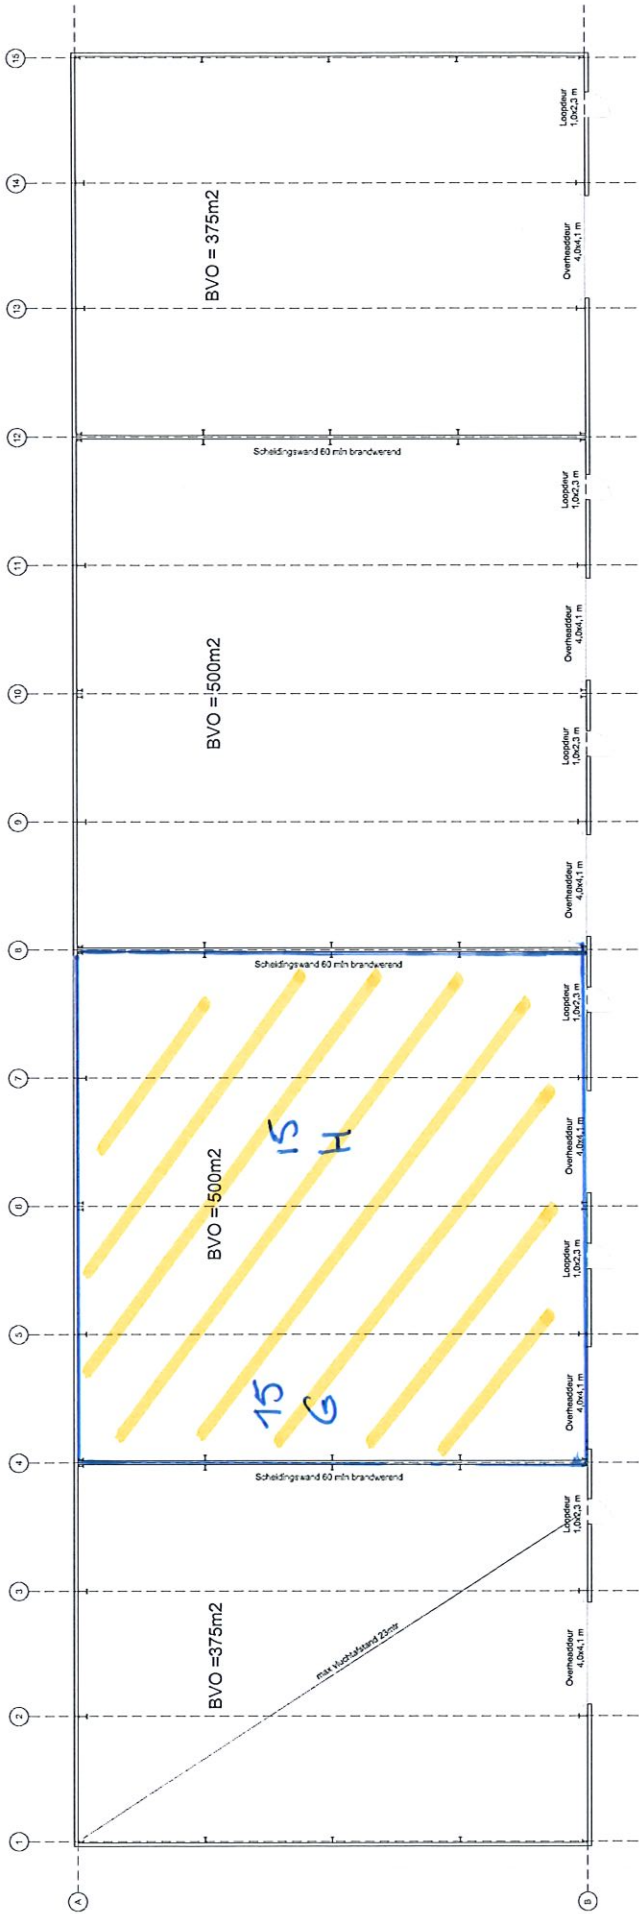 15
14
13
12
11
10
9
8
7
6
5
4
3
2
1
A
B
BVO = 375m2
Loopdeur
1,0x2,3 m
Overheaddeur
4,0x4,1 m
Scheidingswand 60 min brandwerend
BVO = 500m2
Loopdeur
1,0x2,3 m
Overheaddeur
4,0x4,1 m
Loopdeur
1,0x2,3 m
Overheaddeur
4,0x4,1 m
Scheidingswand 60 min brandwerend
BVO = 500m2
15
H
15
G
Loopdeur
1,0x2,3 m
Overheaddeur
4,0x4,1 m
Loopdeur
1,0x2,3 m
Overheaddeur
4,0x4,1 m
Scheidingswand 60 min brandwerend
BVO =375m2
max vluchtafstand 23mtr
Loopdeur
1,0x2,3 m
Overheaddeur
4,0x4,1 m